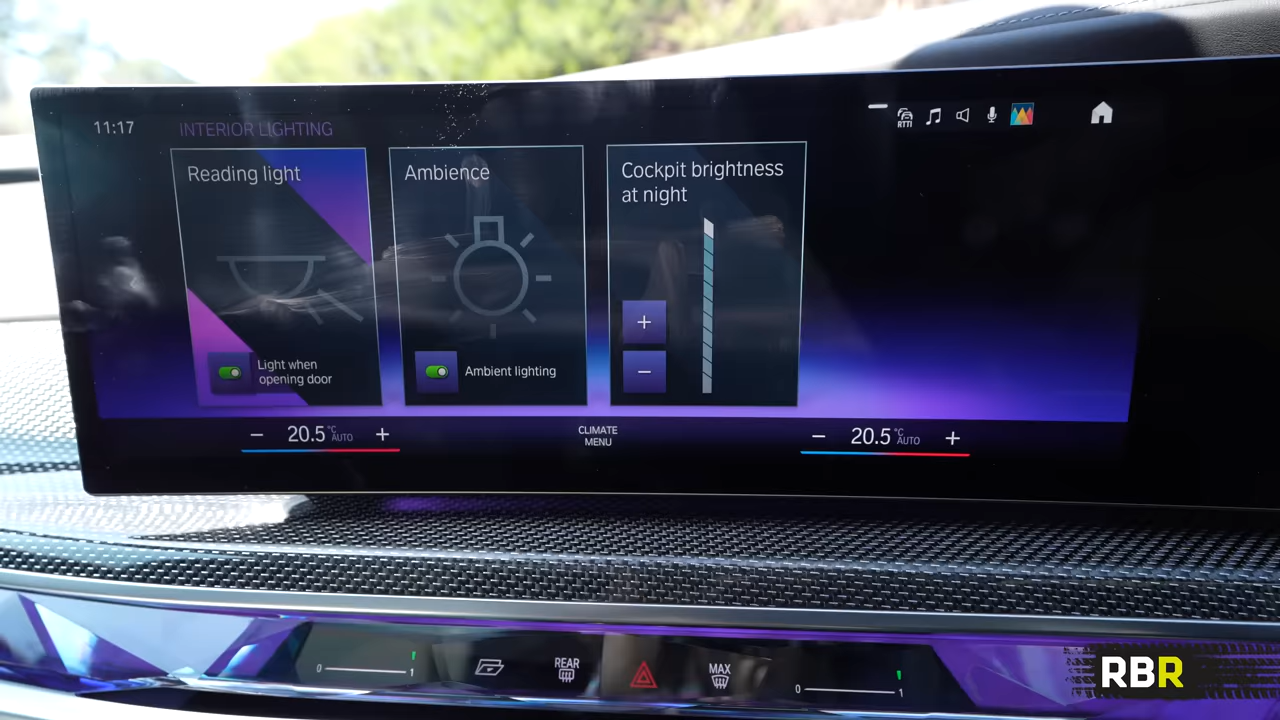 11:17
INTERIOR LIGHTING
RTTI
Reading light
Light when
opening door
Ambience
Ambient lighting
Cockpit brightness
at night
+
−
− 20.5 °C AUTO +
CLIMATE
MENU
− 20.5 °C AUTO +
0 1
REAR
MAX
0 1
RBR